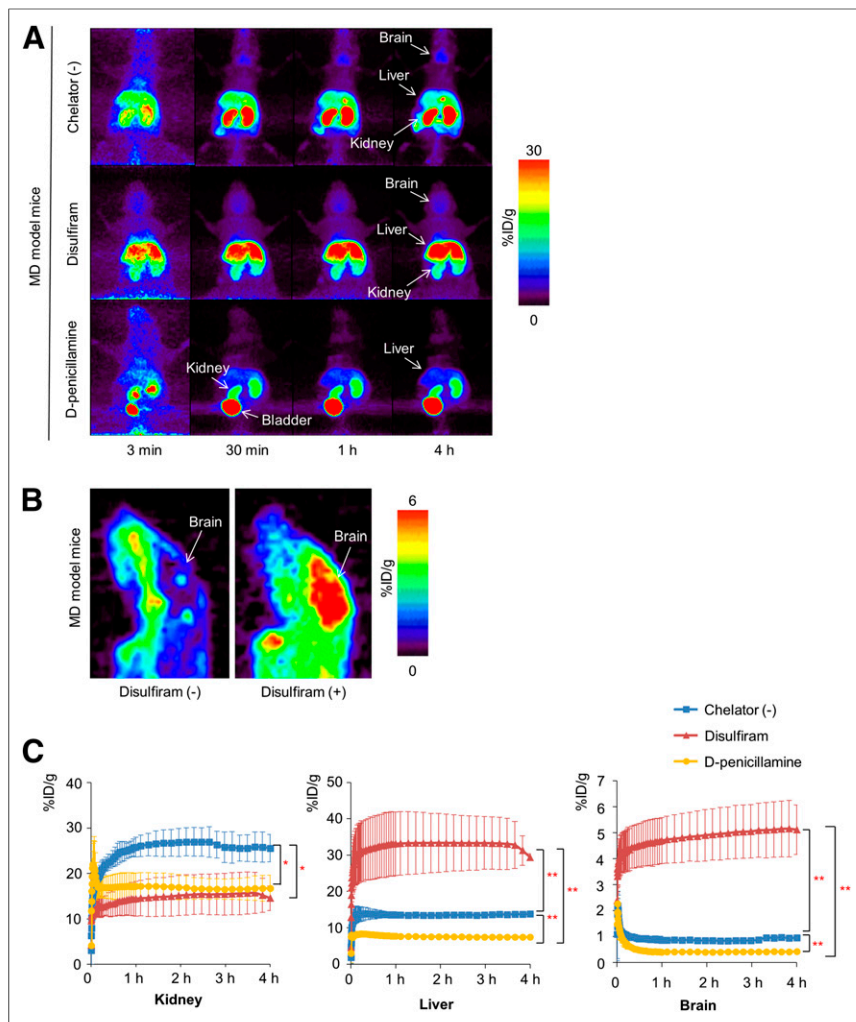 A
MD model mice
Chelator (-)
Brain
Liver
Kidney
Disulfiram
Brain
Liver
Kidney
D-penicillamine
Kidney
Liver
Bladder
3 min
30 min
1 h
4 h
30
%ID/g
0
B
MD model mice
Brain
Brain
Disulfiram (-)
Disulfiram (+)
6
%ID/g
0
Chelator (-)
Disulfiram
D-penicillamine
C
%ID/g
40
30
20
10
0
0
1 h
2 h
3 h
4 h
*
*
Kidney
%ID/g
50
40
30
20
10
0
0
1 h
2 h
3 h
4 h
**
**
**
Liver
%ID/g
7
6
5
4
3
2
1
0
0
1 h
2 h
3 h
4 h
**
**
**
Brain